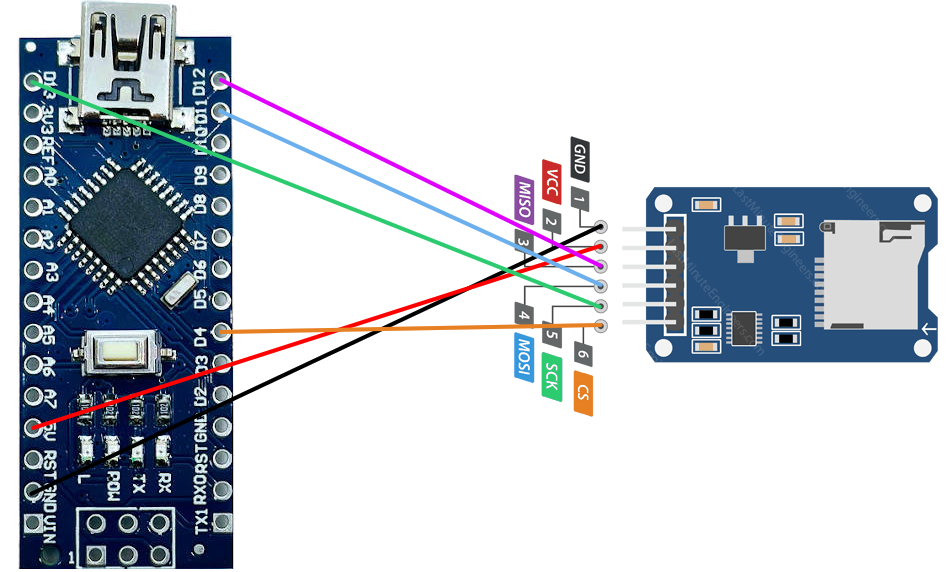 D13
3V3
REF
A0
A1
A2
A3
A4
A5
A6
A7
5V
RST
GND
VIN
D12
D11
D10
D9
D8
D7
D6
D5
D4
D3
D2
GND
RST
RX0
TX1
L
POW
TX
RX
1
GND
1
VCC
2
MISO
3
4
MOSI
5
SCK
6
CS